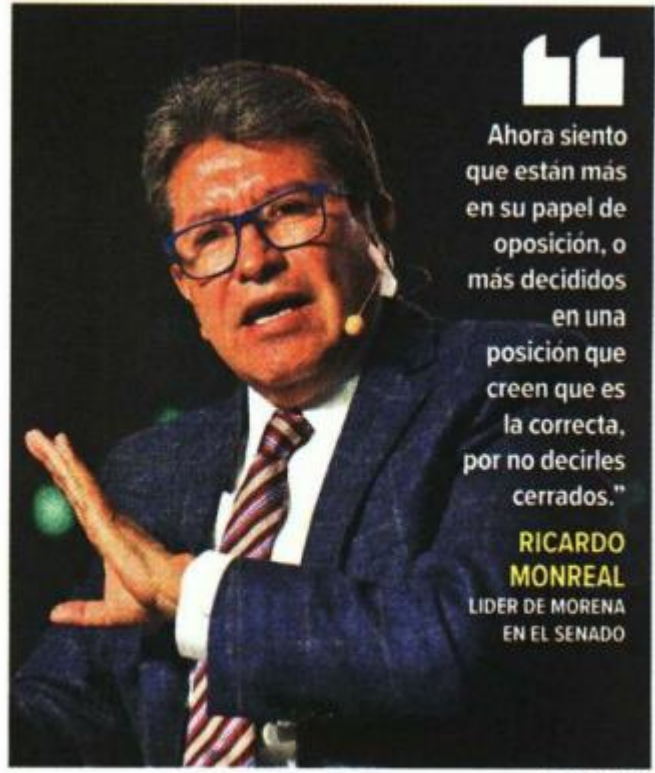 Ahora siento
que están más
en su papel de
oposición, o
más decididos
en una
posición que
creen que es
la correcta,
por no decirles
cerrados.”
RICARDO
MONREAL
LIDER DE MORENA
EN EL SENADO